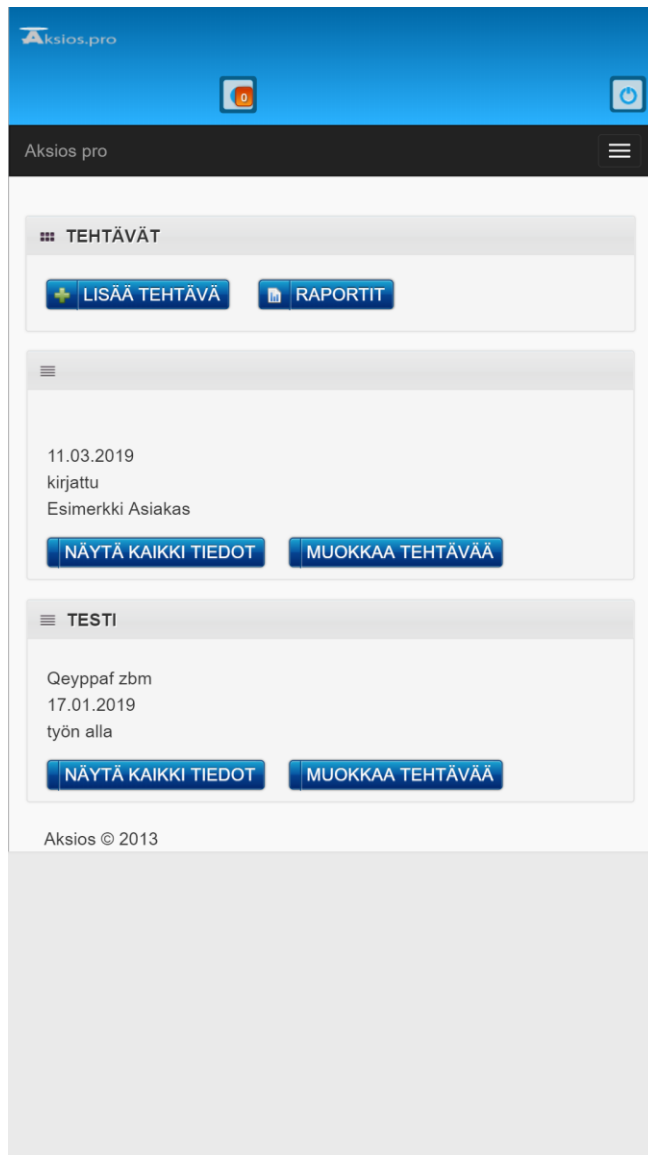 Aksios.pro
0
Aksios pro
TEHTÄVÄT
LISÄÄ TEHTÄVÄ RAPORTIT
11.03.2019
kirjattu
Esimerkki Asiakas
NÄYTÄ KAIKKI TIEDOT MUOKKAA TEHTÄVÄÄ
TESTI
Qeyppaf zbm
17.01.2019
työn alla
NÄYTÄ KAIKKI TIEDOT MUOKKAA TEHTÄVÄÄ
Aksios © 2013